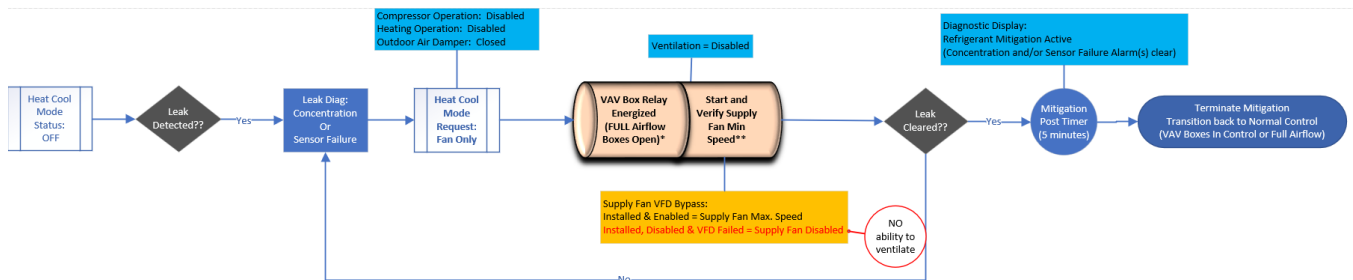 Compressor Operation: Disabled
Heating Operation: Disabled
Outdoor Air Damper: Closed
Ventilation = Disabled
Diagnostic Display:
Refrigerant Mitigation Active
(Concentration and/or Sensor Failure Alarm(s) clear)
Heat Cool
Mode
Status:
OFF
Leak
Detected??
Yes
Leak Diag:
Concentration
Or
Sensor Failure
Heat Cool
Mode
Request:
Fan Only
VAV Box Relay
Energized
(FULL Airflow
Boxes Open)*
Start and
Verify Supply
Fan Min
Speed**
Leak
Cleared??
Yes
Mitigation
Post Timer
(5 minutes)
Terminate Mitigation
Transition back to Normal Control
(VAV Boxes In Control or Full Airflow)
Supply Fan VFD Bypass:
Installed & Enabled = Supply Fan Max. Speed
Installed, Disabled & VFD Failed = Supply Fan Disabled
NO
ability to
ventilate
No